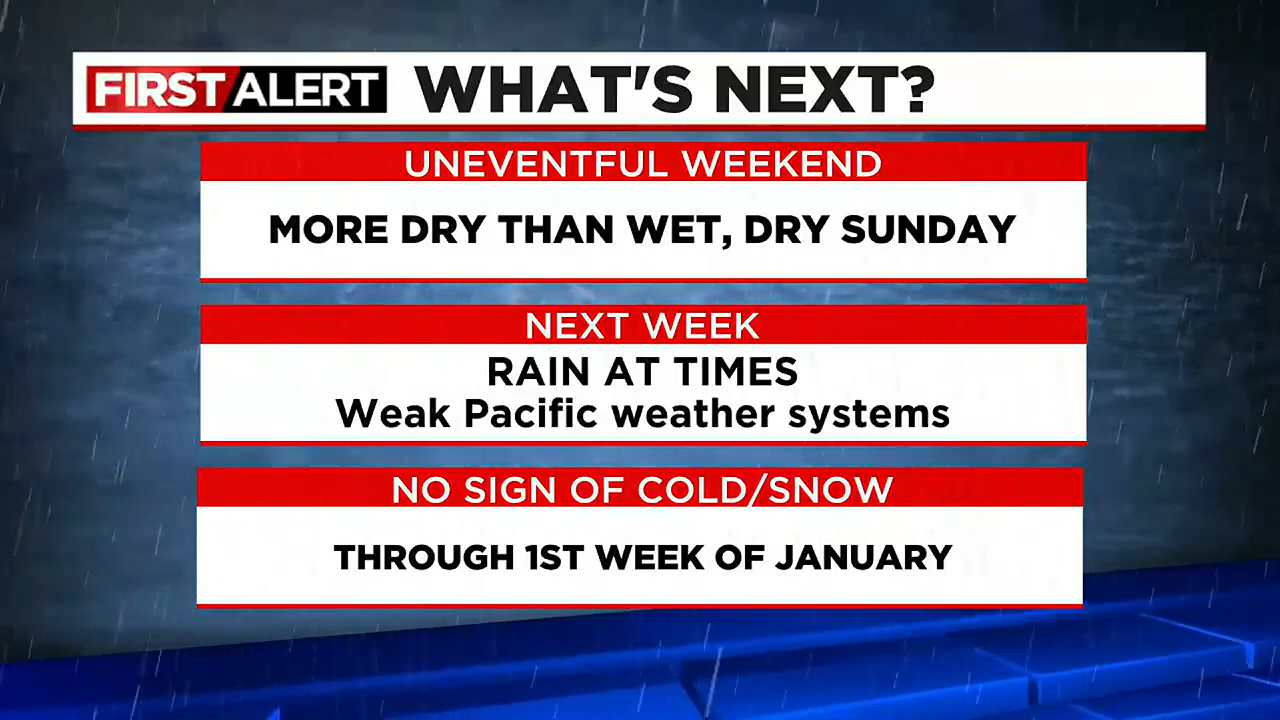 FIRST ALERT WHAT'S NEXT?
UNEVENTFUL WEEKEND
MORE DRY THAN WET, DRY SUNDAY
NEXT WEEK
RAIN AT TIMES
Weak Pacific weather systems
NO SIGN OF COLD/SNOW
THROUGH 1ST WEEK OF JANUARY